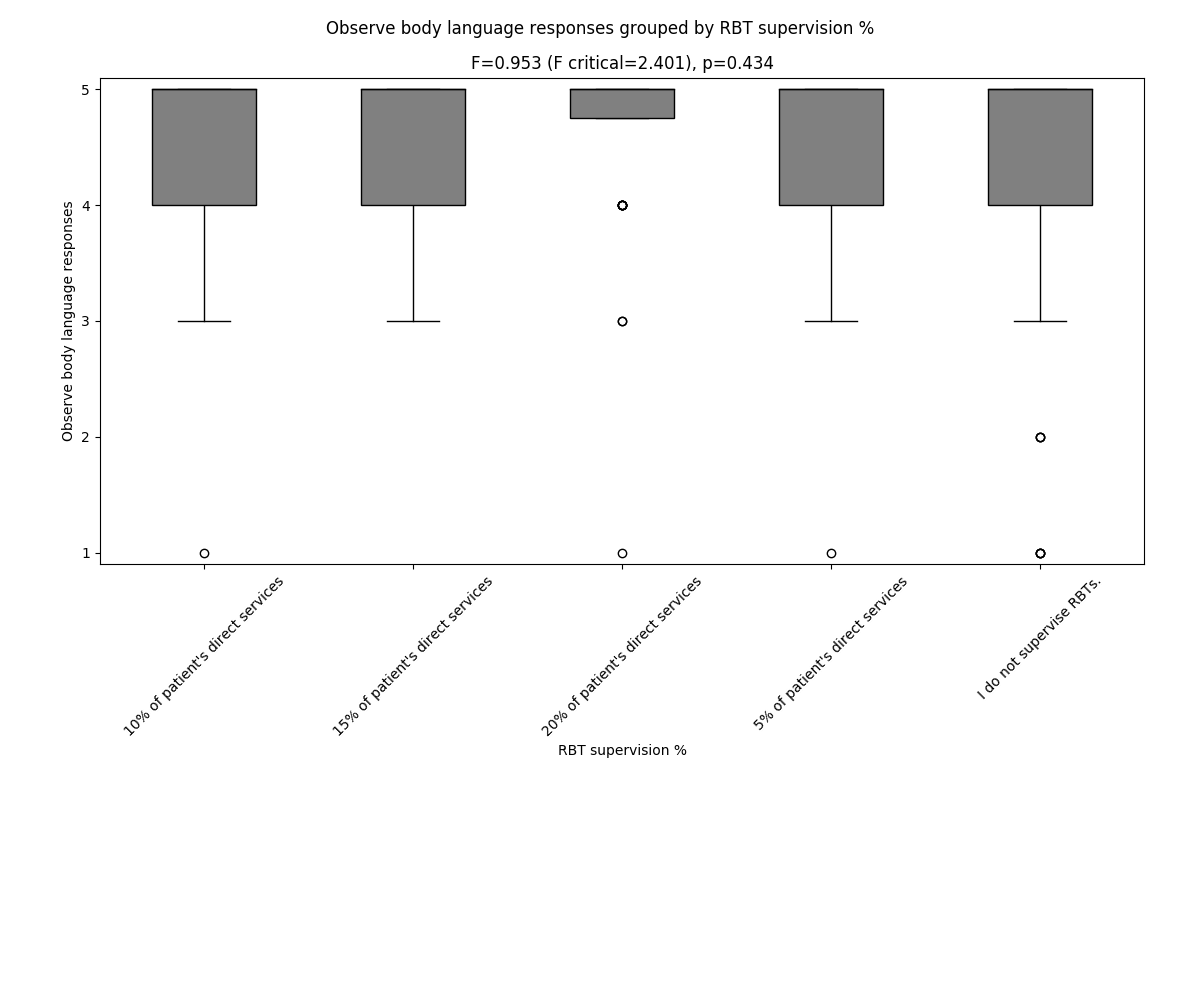 Observe body language responses grouped by RBT supervision %
F=0.953 (F critical=2.401), p=0.434
Observe body language responses
5
4
3
2
1
10% of patient's direct services
15% of patient's direct services
20% of patient's direct services
5% of patient's direct services
I do not supervise RBTs.
RBT supervision %